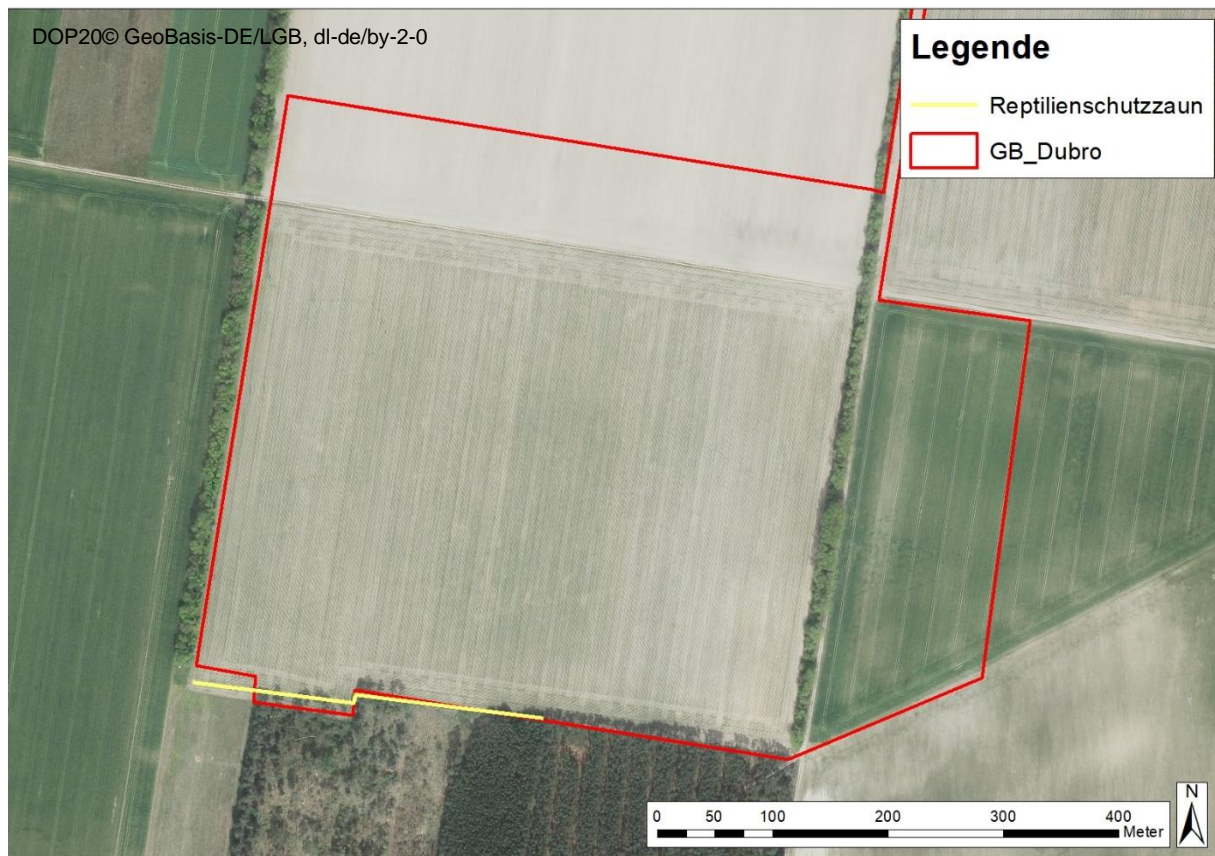 DOP20© GeoBasis-DE/LGB, dl-de/by-2-0
Legende
Reptilienschutzzaun
GB_Dubro
N
0 50 100 200 300 400
Meter